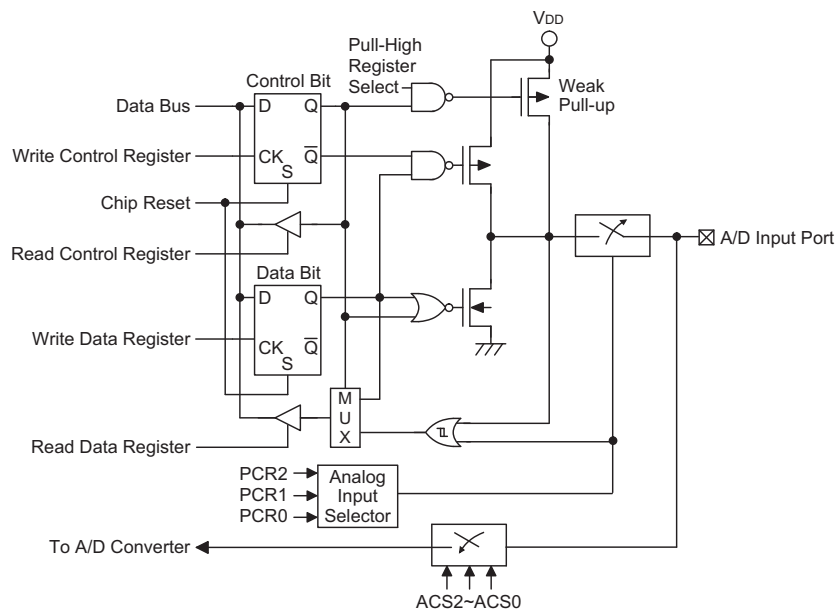 VDD
Pull-High
Register
Select
Control Bit
Weak
Pull-up
Data Bus
D
Q
Write Control Register
CK
Q̅
S
Chip Reset
Read Control Register
A/D Input Port
Data Bit
D
Q
Write Data Register
CK
Q̅
S
M
U
X
Read Data Register
PCR2
PCR1
PCR0
Analog
Input
Selector
To A/D Converter
ACS2~ACS0